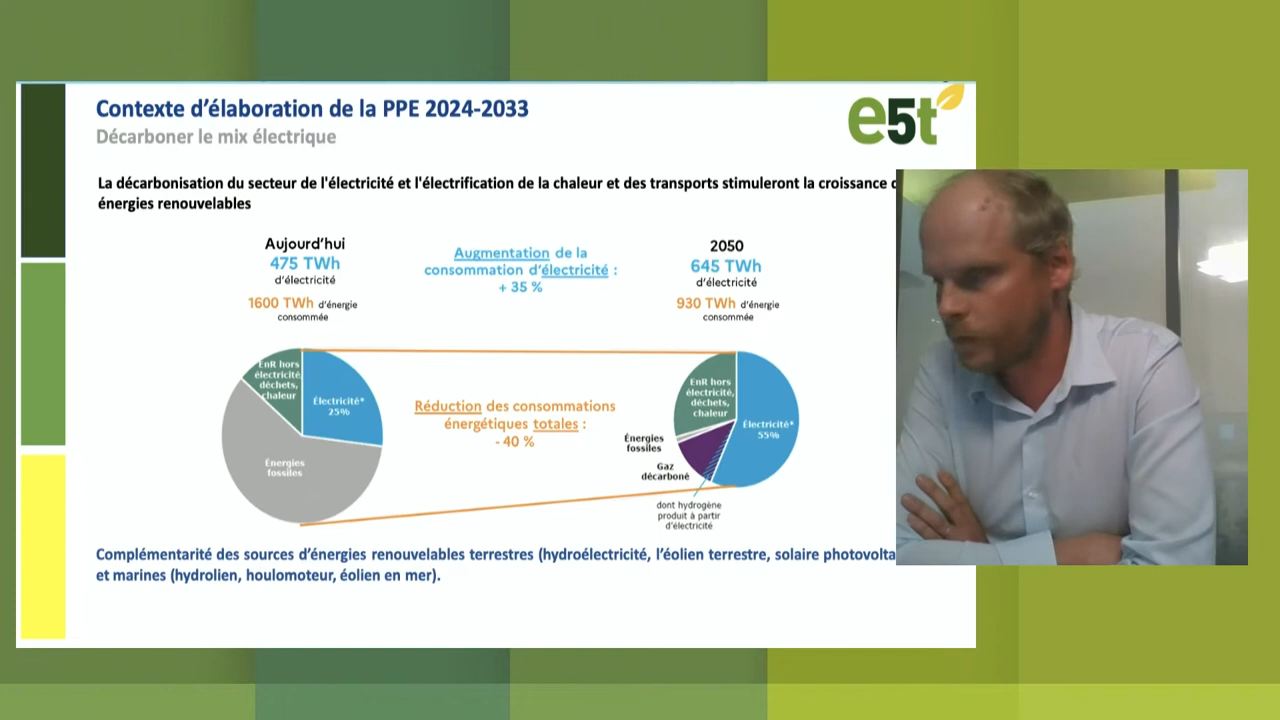 Contexte d'élaboration de la PPE 2024-2033
Décarboner le mix électrique
e5t
La décarbonisation du secteur de l'électricité et l'électrification de la chaleur et des transports stimuleront la croissance
énergies renouvelables
Aujourd'hui
475 TWh
d'électricité
1600 TWh d'énergie
consommée
Augmentation de la
consommation d'électricité :
+ 35 %
2050
645 TWh
d'électricité
930 TWh d'énergie
consommée
EnR hors
électricité,
déchets,
chaleur
Électricité*
25%
Énergies
fossiles
Réduction des consommations
énergétiques totales :
- 40 %
EnR hors
électricité,
déchets,
chaleur
Électricité*
55%
Énergies
fossiles
Gaz
décarboné
dont hydrogène
produit à partir
d'électricité
Complémentarité des sources d'énergies renouvelables terrestres (hydroélectricité, l'éolien terrestre, solaire
et marines (hydrolien, houlomoteur, éolien en mer).